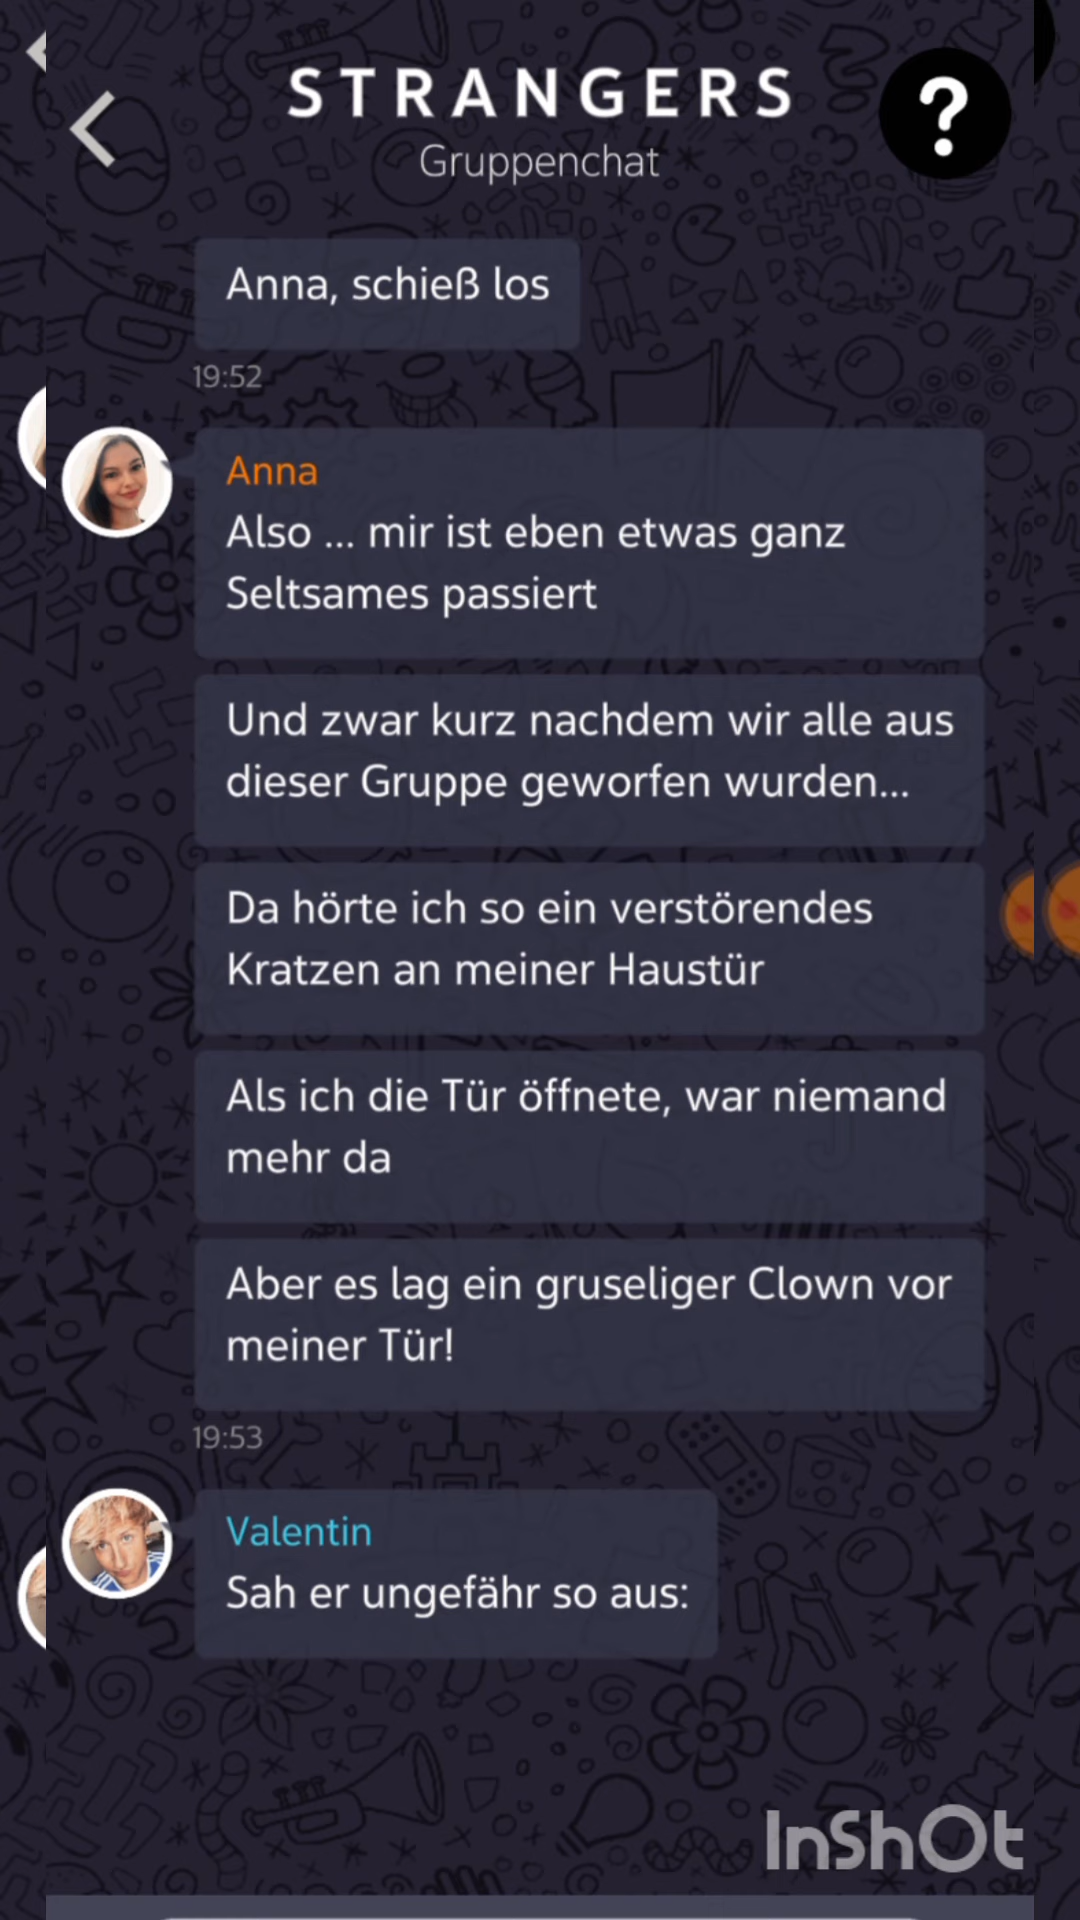 STRANGERS
?
Gruppenchat
Anna, schieß los
19:52
Anna
Also ... mir ist eben etwas ganz
Seltsames passiert
Und zwar kurz nachdem wir alle aus
dieser Gruppe geworfen wurden...
Da hörte ich so ein verstörendes
Kratzen an meiner Haustür
Als ich die Tür öffnete, war niemand
mehr da
Aber es lag ein gruseliger Clown vor
meiner Tür!
19:53
Valentin
Sah er ungefähr so aus:
InShOt